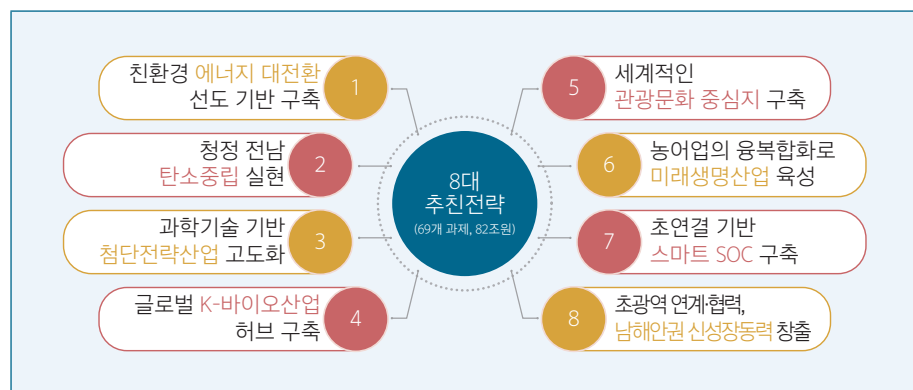 친환경 에너지 대전환
선도 기반 구축
1
청정 전남
탄소중립 실현
2
과학기술 기반
첨단전략산업 고도화
3
글로벌 K-바이오산업
허브 구축
4
8대
추친전략
(69개 과제, 82조원)
5
세계적인
관광문화 중심지 구축
6
농어업의 융복합화로
미래생명산업 육성
7
초연결 기반
스마트 SOC 구축
8
초광역 연계·협력,
남해안권 신성장동력 창출